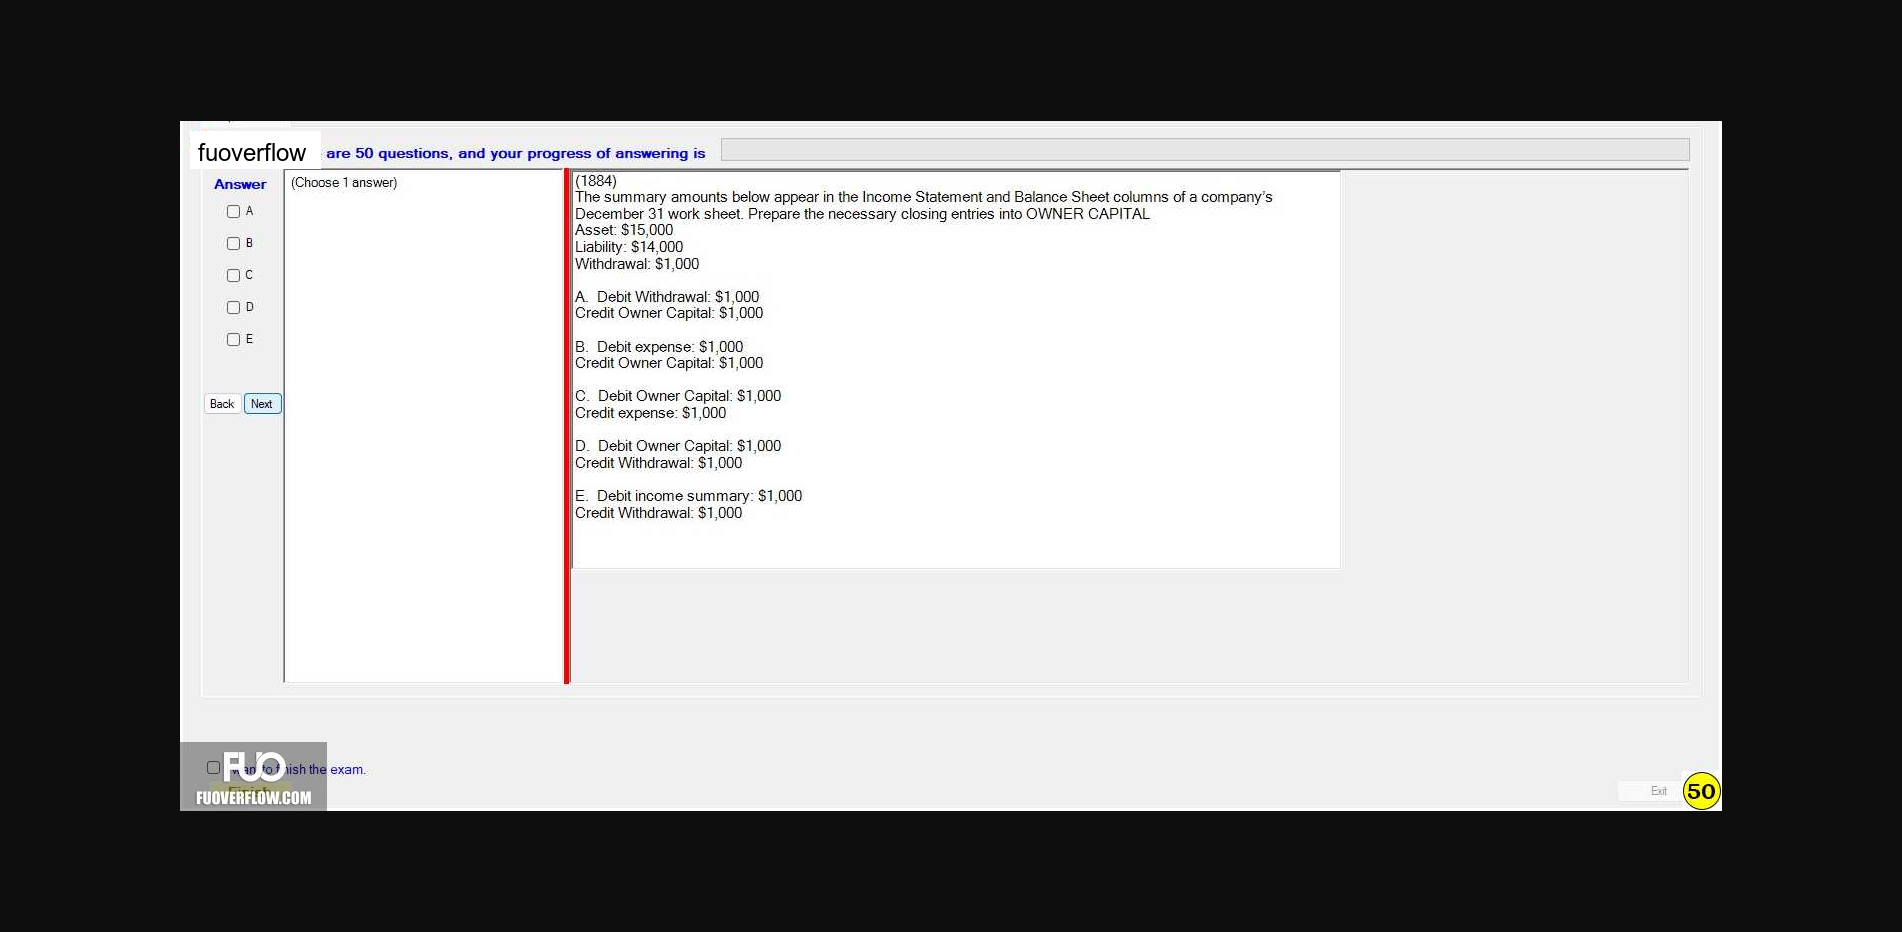 fuoverflow are 50 questions, and your progress of answering is
Answer
(Choose 1 answer)
A
B
C
D
E
Back Next
(1884)
The summary amounts below appear in the Income Statement and Balance Sheet columns of a company's
December 31 work sheet. Prepare the necessary closing entries into OWNER CAPITAL
Asset: $15,000
Liability: $14,000
Withdrawal: $1,000
A. Debit Withdrawal: $1,000
Credit Owner Capital: $1,000
B. Debit expense: $1,000
Credit Owner Capital: $1,000
C. Debit Owner Capital: $1,000
Credit expense: $1,000
D. Debit Owner Capital: $1,000
Credit Withdrawal: $1,000
E. Debit income summary: $1,000
Credit Withdrawal: $1,000
FUO
want to finish the exam.
Finish
FUOVERFLOW.COM
Exit
50